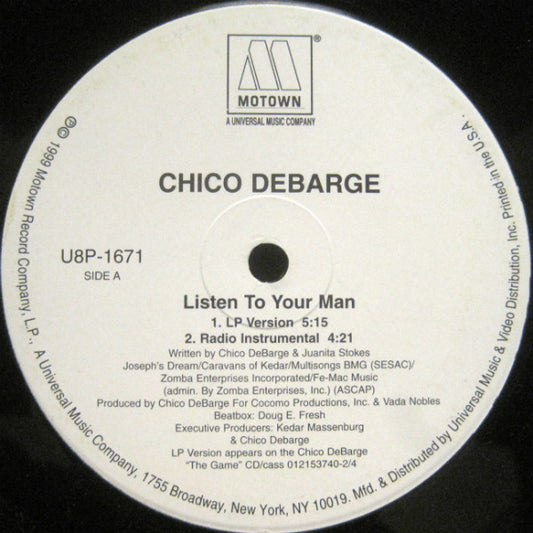 MOTOWN®
A UNIVERSAL MUSIC COMPANY
CHICO DEBARGE
U8P-1671
SIDE A
Listen To Your Man
1. LP Version 5:15
2. Radio Instrumental 4:21
Written by Chico DeBarge & Juanita Stokes
Joseph's Dream/Caravans of Kedar/Multisongs BMG (SESAC)/
Zomba Enterprises Incorporated/Fe-Mac Music
(admin. By Zomba Enterprises, Inc.) (ASCAP)
Produced by Chico DeBarge For Cocomo Productions, Inc. & Vada Nobles
Beatbox: Doug E. Fresh
Executive Producers: Kedar Massenburg
& Chico Debarge
LP Version appears on the Chico DeBarge
"The Game" CD/cass 012153740-2/4
℗© 1999 Motown Record Company, L.P., A Universal Music Company, 1755 Broadway, New York, NY 10019. Mfd. & Distributed by Universal Music & Video Distribution, Inc. Printed in the U.S.A.